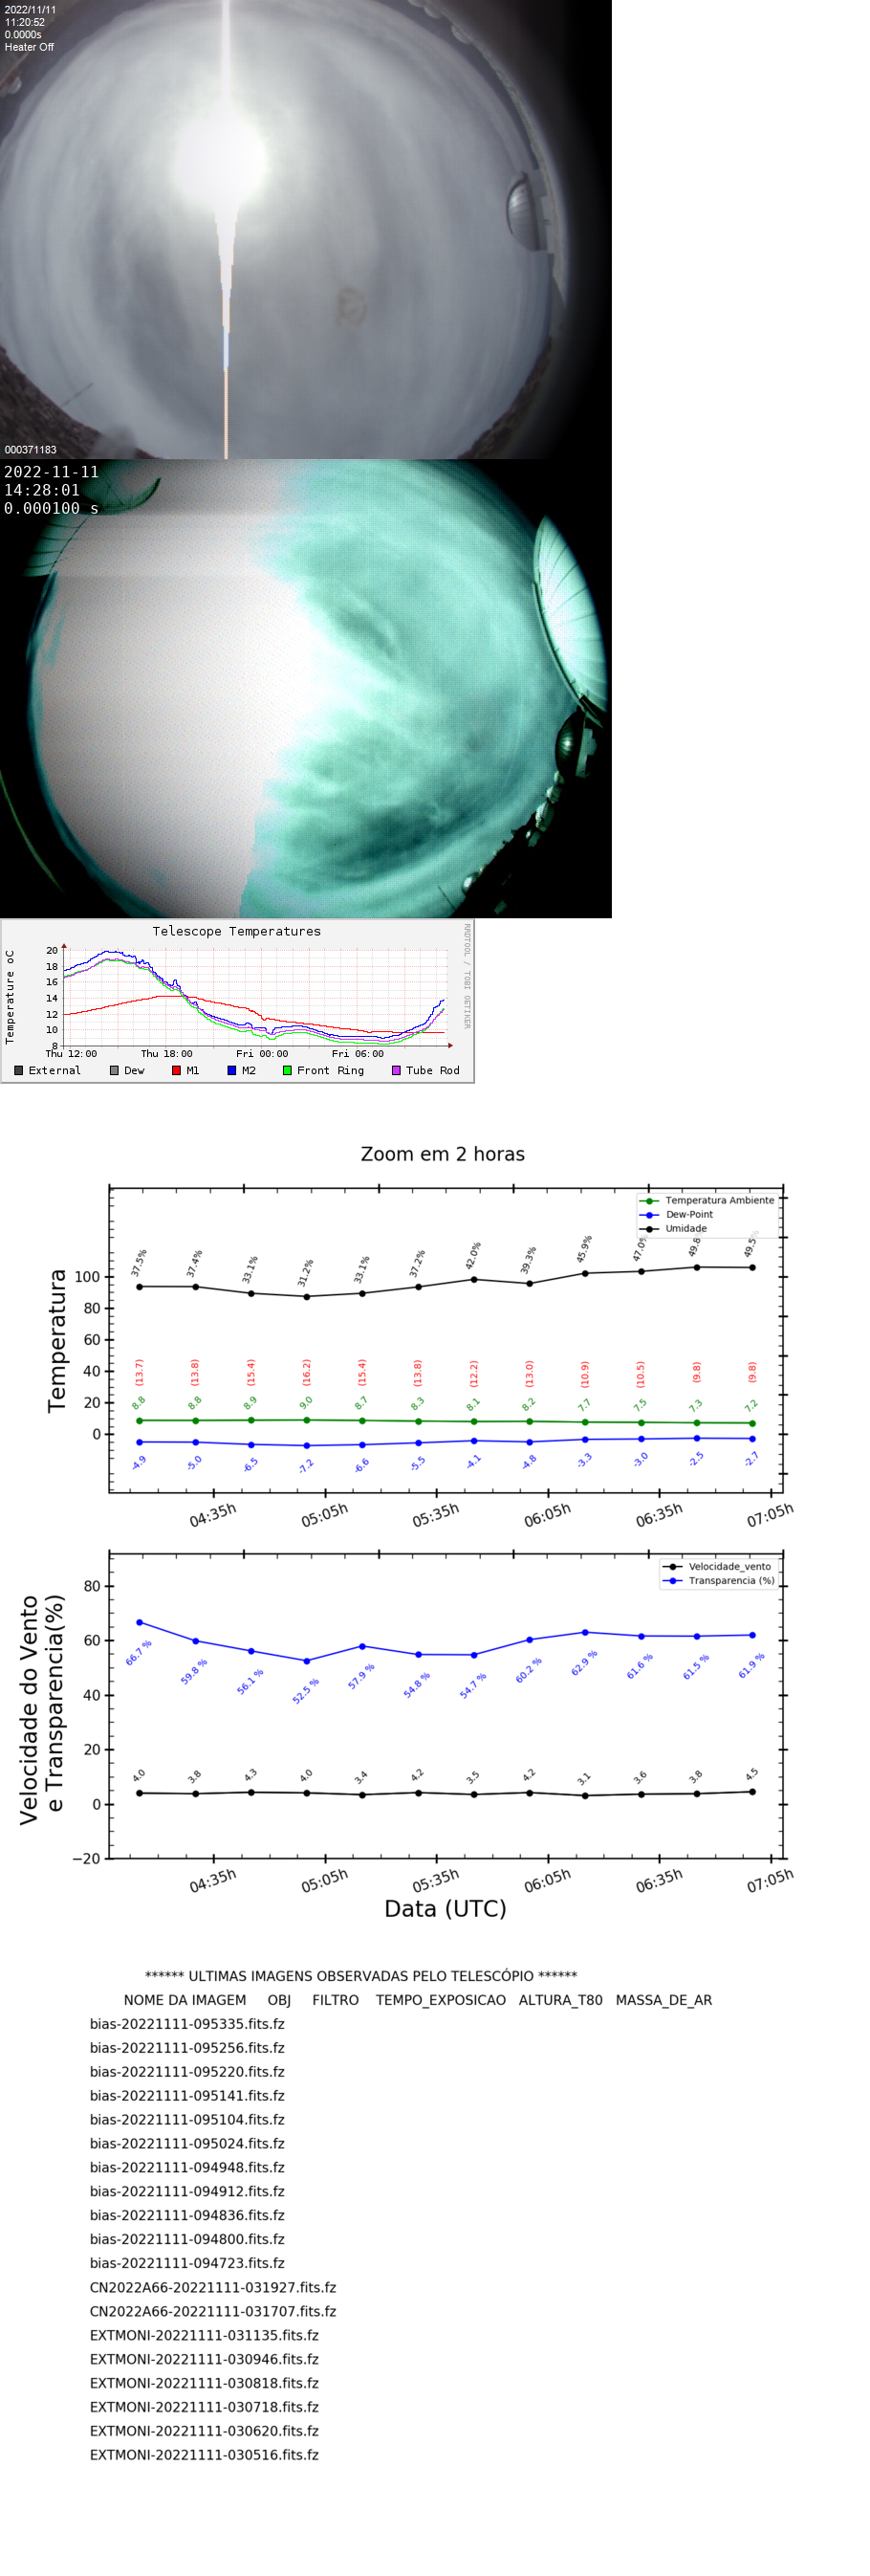 2022/11/11
11:20:52
0.0000s
Heater Off
000371183
2022-11-11
14:28:01
0.000100 s
Telescope Temperatures
RRDTOOL / TOBI OETIKER
Temperature oC
20
18
16
14
12
10
8
Thu 12:00 Thu 18:00 Fri 00:00 Fri 06:00
External Dew M1 M2 Front Ring Tube Rod
Zoom em 2 horas
Temperatura Ambiente
Dew-Point
Umidade
Temperatura
100
80
60
40
20
0
37.5% 37.4% 33.1% 31.2% 33.1% 37.2% 42.0% 39.3% 45.9% 47.0% 49.8% 49.5%
(13.7) (13.8) (15.4) (16.2) (15.4) (13.8) (12.2) (13.0) (10.9) (10.5) (9.8) (9.8)
8.8 8.8 8.9 9.0 8.7 8.3 8.1 8.2 7.7 7.5 7.3 7.2
-4.9 -5.0 -6.5 -7.2 -6.6 -5.5 -4.1 -4.8 -3.3 -3.0 -2.5 -2.7
04:35h 05:05h 05:35h 06:05h 06:35h 07:05h
Velocidade_vento
Transparencia (%)
Velocidade do Vento
e Transparencia(%)
80
60
40
20
0
−20
66.7 % 59.8 % 56.1 % 52.5 % 57.9 % 54.8 % 54.7 % 60.2 % 62.9 % 61.6 % 61.5 % 61.9 %
4.0 3.8 4.3 4.0 3.4 4.2 3.5 4.2 3.1 3.6 3.8 4.5
04:35h 05:05h 05:35h 06:05h 06:35h 07:05h
Data (UTC)
****** ULTIMAS IMAGENS OBSERVADAS PELO TELESCÓPIO ******
NOME DA IMAGEM OBJ FILTRO TEMPO_EXPOSICAO ALTURA_T80 MASSA_DE_AR
bias-20221111-095335.fits.fz
bias-20221111-095256.fits.fz
bias-20221111-095220.fits.fz
bias-20221111-095141.fits.fz
bias-20221111-095104.fits.fz
bias-20221111-095024.fits.fz
bias-20221111-094948.fits.fz
bias-20221111-094912.fits.fz
bias-20221111-094836.fits.fz
bias-20221111-094800.fits.fz
bias-20221111-094723.fits.fz
CN2022A66-20221111-031927.fits.fz
CN2022A66-20221111-031707.fits.fz
EXTMONI-20221111-031135.fits.fz
EXTMONI-20221111-030946.fits.fz
EXTMONI-20221111-030818.fits.fz
EXTMONI-20221111-030718.fits.fz
EXTMONI-20221111-030620.fits.fz
EXTMONI-20221111-030516.fits.fz